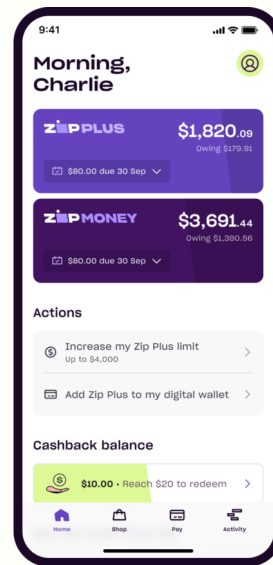 9:41
Morning,
Charlie
ZIP PLUS
$1,820.09
Owing $179.91
$80.00 due 30 Sep
ZIP MONEY
$3,691.44
Owing $1,380.56
$80.00 due 30 Sep
Actions
Increase my Zip Plus limit
Up to $4,000
Add Zip Plus to my digital wallet
Cashback balance
$10.00 • Reach $20 to redeem
Home
Shop
Pay
Activity